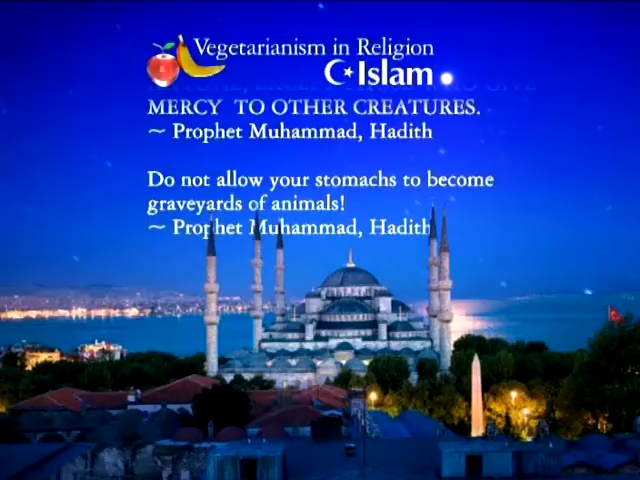 Vegetarianism in Religion
Islam
MERCY TO OTHER CREATURES.
~ Prophet Muhammad, Hadith
Do not allow your stomachs to become
graveyards of animals!
~ Prophet Muhammad, Hadith